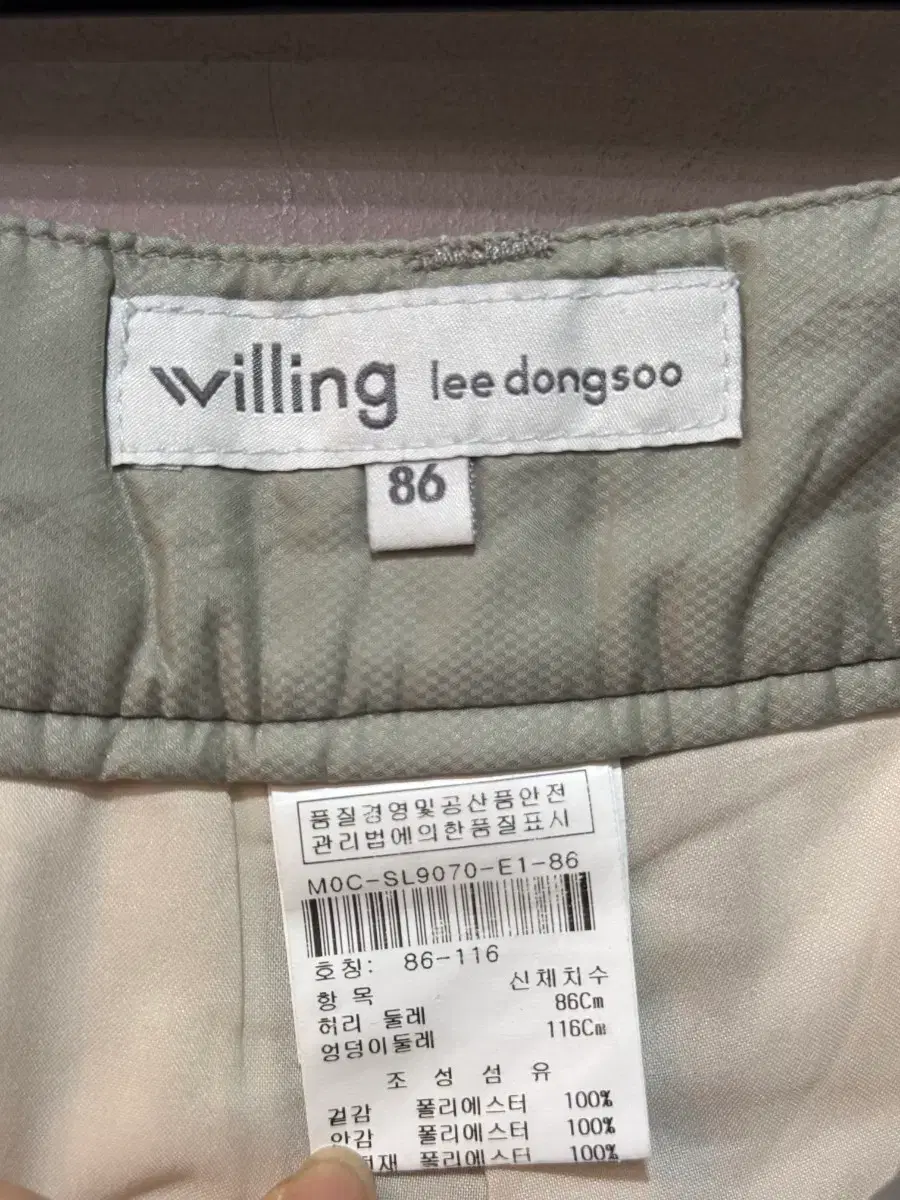 willing lee dongsoo
86
품질경영및공산품안전
관리법에의한품질표시
M0C-SL9070-E1-86
호칭: 86-116
항 목 신체치수
허리 둘레 86Cm
엉덩이둘레 116Cm
조 성 섬 유
겉감 폴리에스터 100%
안감 폴리에스터 100%
폴리에스터 100%